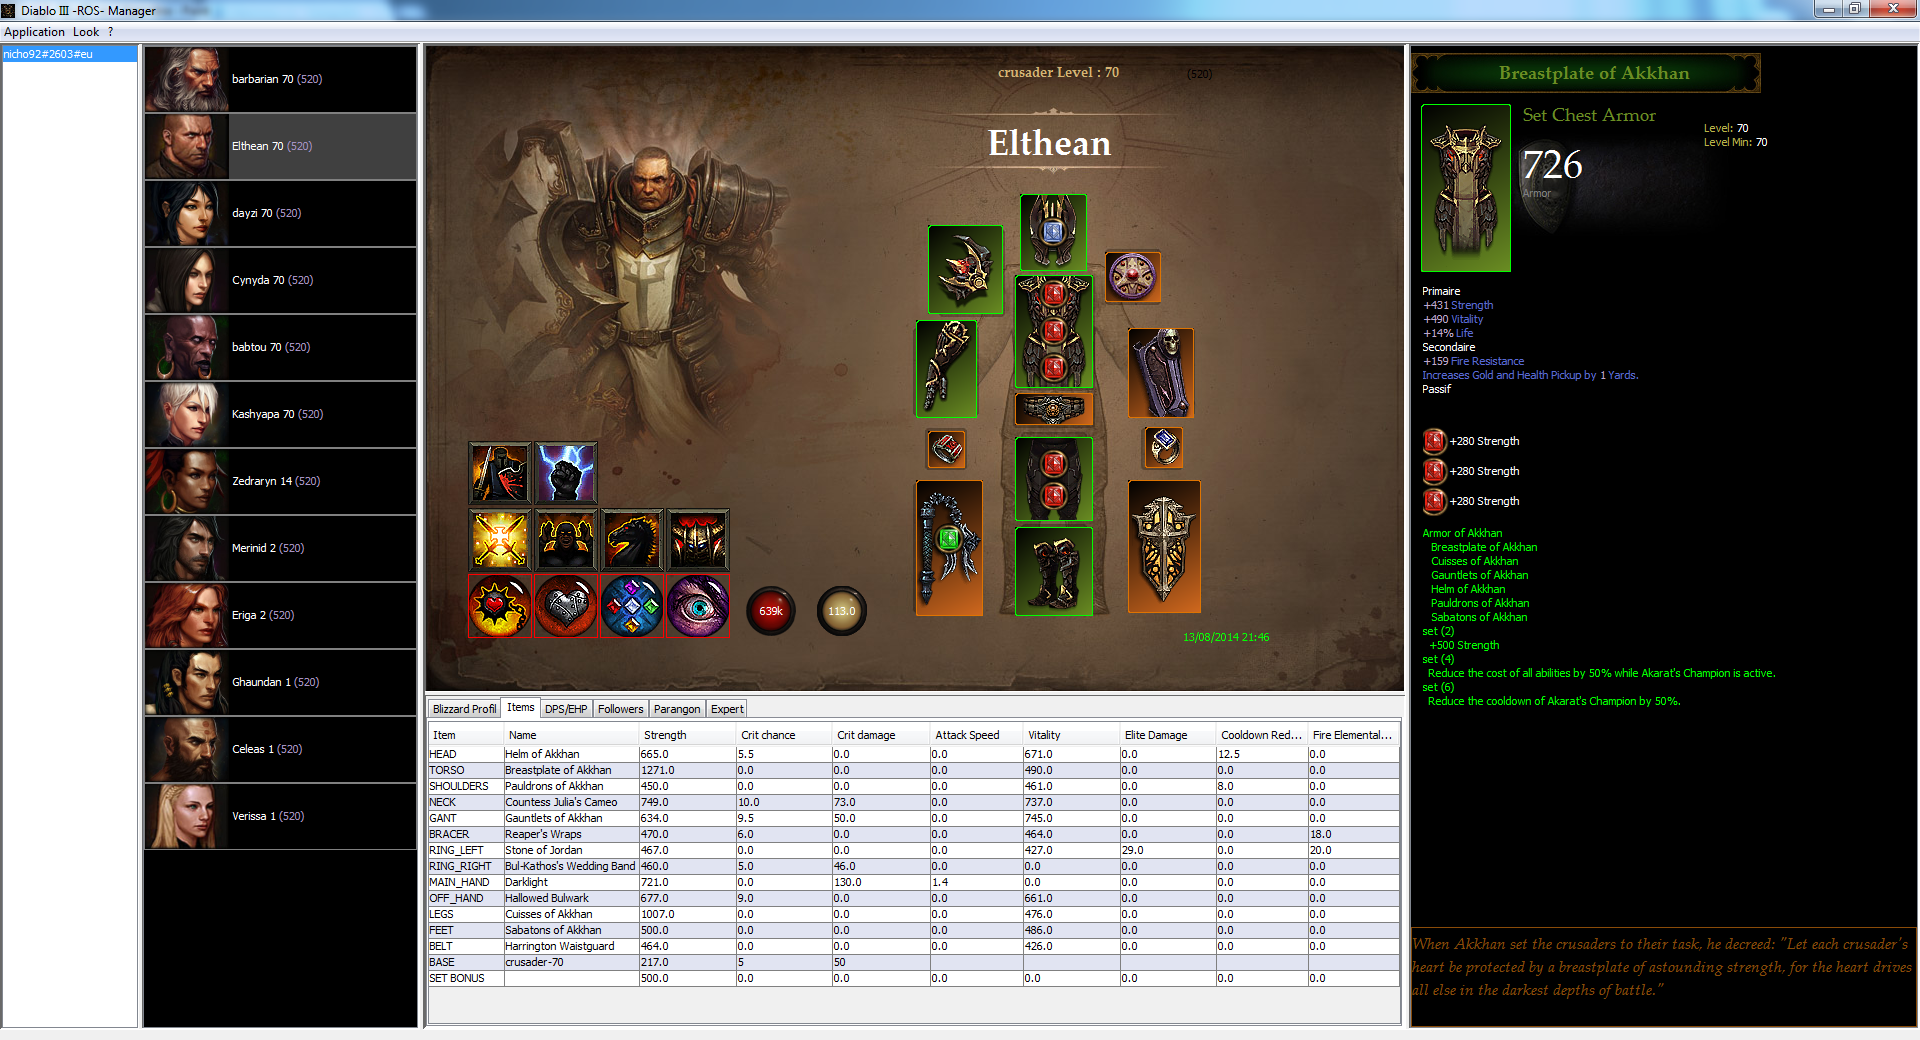 Diablo III -ROS- Manager
Application Look ?
nicho92#2603#eu
barbarian 70 (520)
Elthean 70 (520)
dayzi 70 (520)
Cynyda 70 (520)
babtou 70 (520)
Kashyapa 70 (520)
Zedraryn 14 (520)
Merinid 2 (520)
Eriga 2 (520)
Ghaundan 1 (520)
Celeas 1 (520)
Verissa 1 (520)
crusader Level : 70 (520)
Elthean
639k
113.0
13/08/2014 21:46
Blizzard Profil Items DPS/EHP Followers Parangon Expert
Item Name Strength Crit chance Crit damage Attack Speed Vitality Elite Damage Cooldown Red... Fire Elemental...
HEAD Helm of Akkhan 665.0 5.5 0.0 0.0 671.0 0.0 12.5 0.0
TORSO Breastplate of Akkhan 1271.0 0.0 0.0 0.0 490.0 0.0 0.0 0.0
SHOULDERS Pauldrons of Akkhan 450.0 0.0 0.0 0.0 461.0 0.0 8.0 0.0
NECK Countess Julia's Cameo 749.0 10.0 73.0 0.0 737.0 0.0 0.0 0.0
GANT Gauntlets of Akkhan 634.0 9.5 50.0 0.0 745.0 0.0 0.0 0.0
BRACER Reaper's Wraps 470.0 6.0 0.0 0.0 464.0 0.0 0.0 18.0
RING_LEFT Stone of Jordan 467.0 0.0 0.0 0.0 427.0 29.0 0.0 20.0
RING_RIGHT Bul-Kathos's Wedding Band 460.0 5.0 46.0 0.0 0.0 0.0 0.0 0.0
MAIN_HAND Darklight 721.0 0.0 130.0 1.4 0.0 0.0 0.0 0.0
OFF_HAND Hallowed Bulwark 677.0 9.0 0.0 0.0 661.0 0.0 0.0 0.0
LEGS Cuisses of Akkhan 1007.0 0.0 0.0 0.0 476.0 0.0 0.0 0.0
FEET Sabatons of Akkhan 500.0 0.0 0.0 0.0 486.0 0.0 0.0 0.0
BELT Harrington Waistguard 464.0 0.0 0.0 0.0 426.0 0.0 0.0 0.0
BASE crusader-70 217.0 5 50
SET BONUS 500.0 0.0 0.0 0.0 0.0 0.0 0.0 0.0
Breastplate of Akkhan
Set Chest Armor
Level: 70
Level Min: 70
726
Armor
Primaire
+431 Strength
+490 Vitality
+14% Life
Secondaire
+159 Fire Resistance
Increases Gold and Health Pickup by 1 Yards.
Passif
+280 Strength
+280 Strength
+280 Strength
Armor of Akkhan
Breastplate of Akkhan
Cuisses of Akkhan
Gauntlets of Akkhan
Helm of Akkhan
Pauldrons of Akkhan
Sabatons of Akkhan
set (2)
+500 Strength
set (4)
Reduce the cost of all abilities by 50% while Akarat's Champion is active.
set (6)
Reduce the cooldown of Akarat's Champion by 50%.
When Akkhan set the crusaders to their task, he decreed: "Let each crusader's
heart be protected by a breastplate of astounding strength, for the heart drives
all else in the darkest depths of battle."